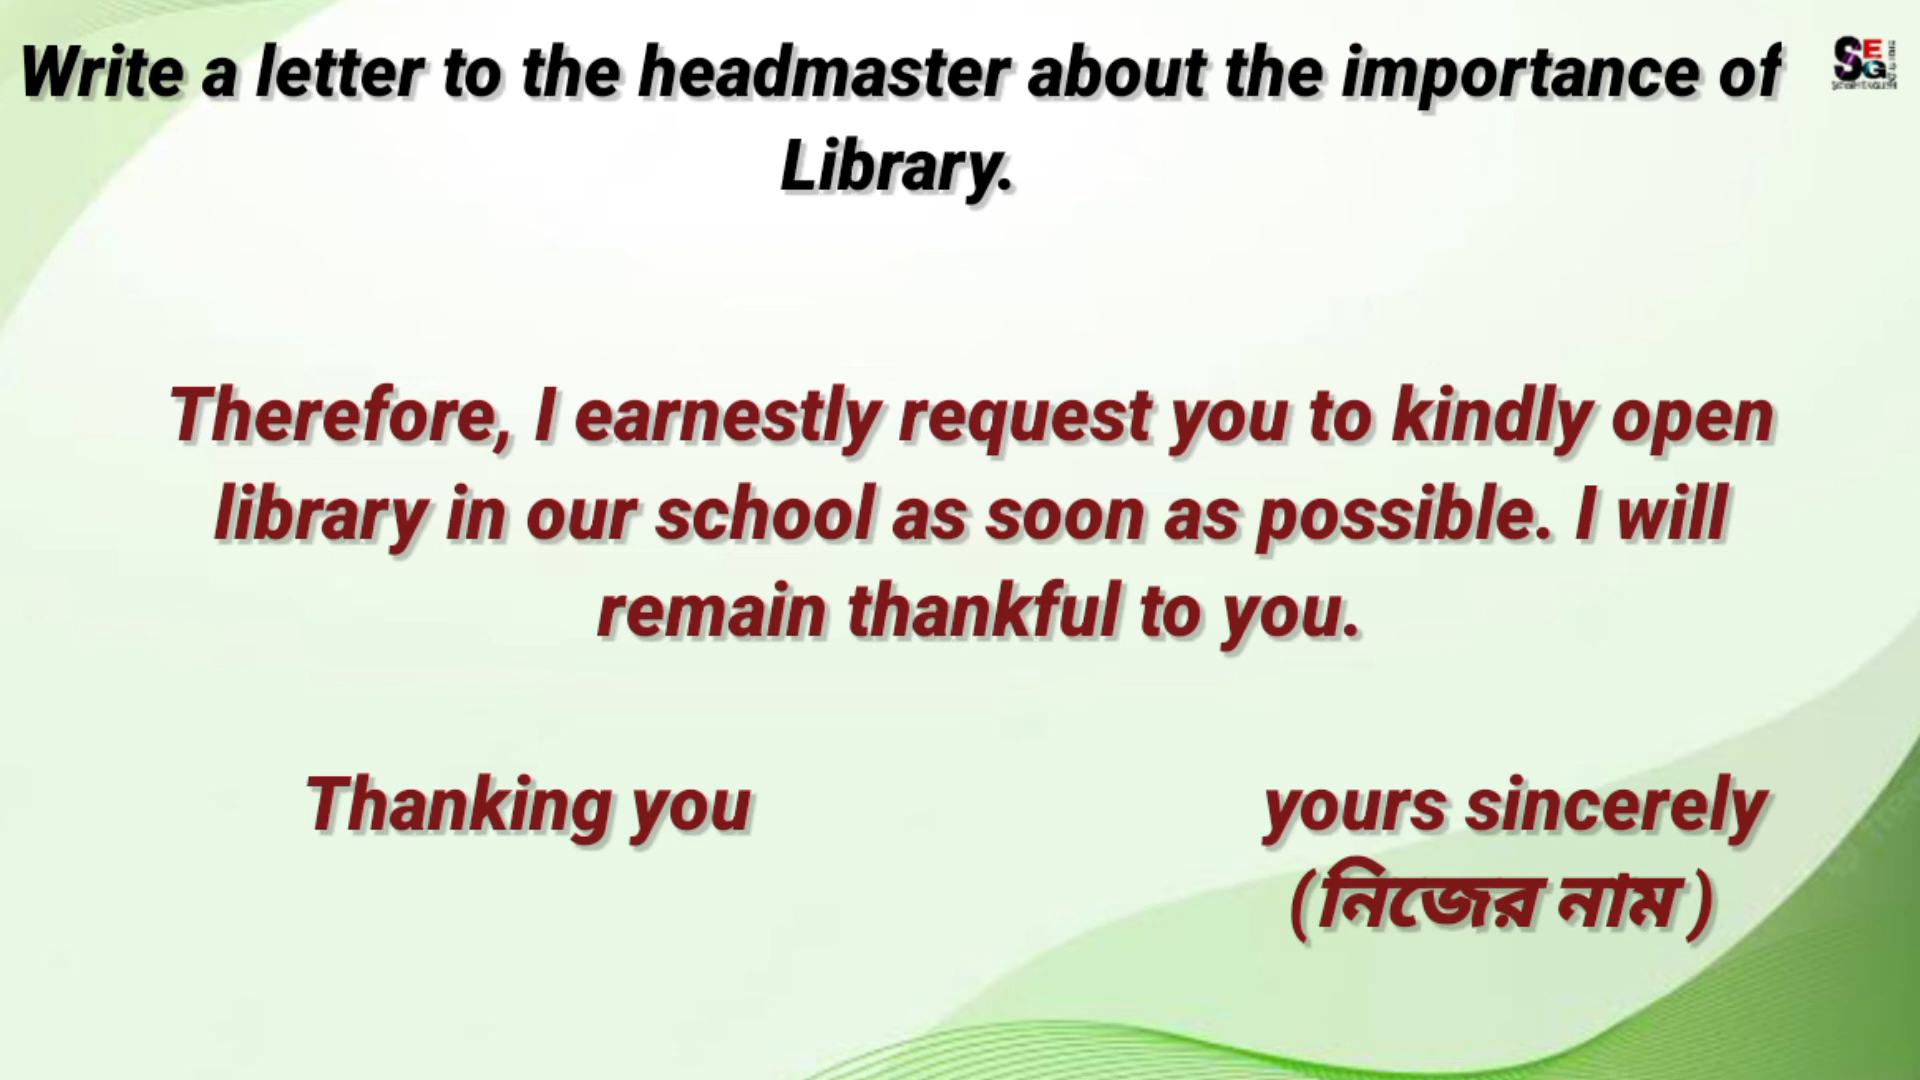 Write a letter to the headmaster about the importance of
Library.
SEG
Therefore, I earnestly request you to kindly open
library in our school as soon as possible. I will
remain thankful to you.
Thanking you yours sincerely
(নিজের নাম)